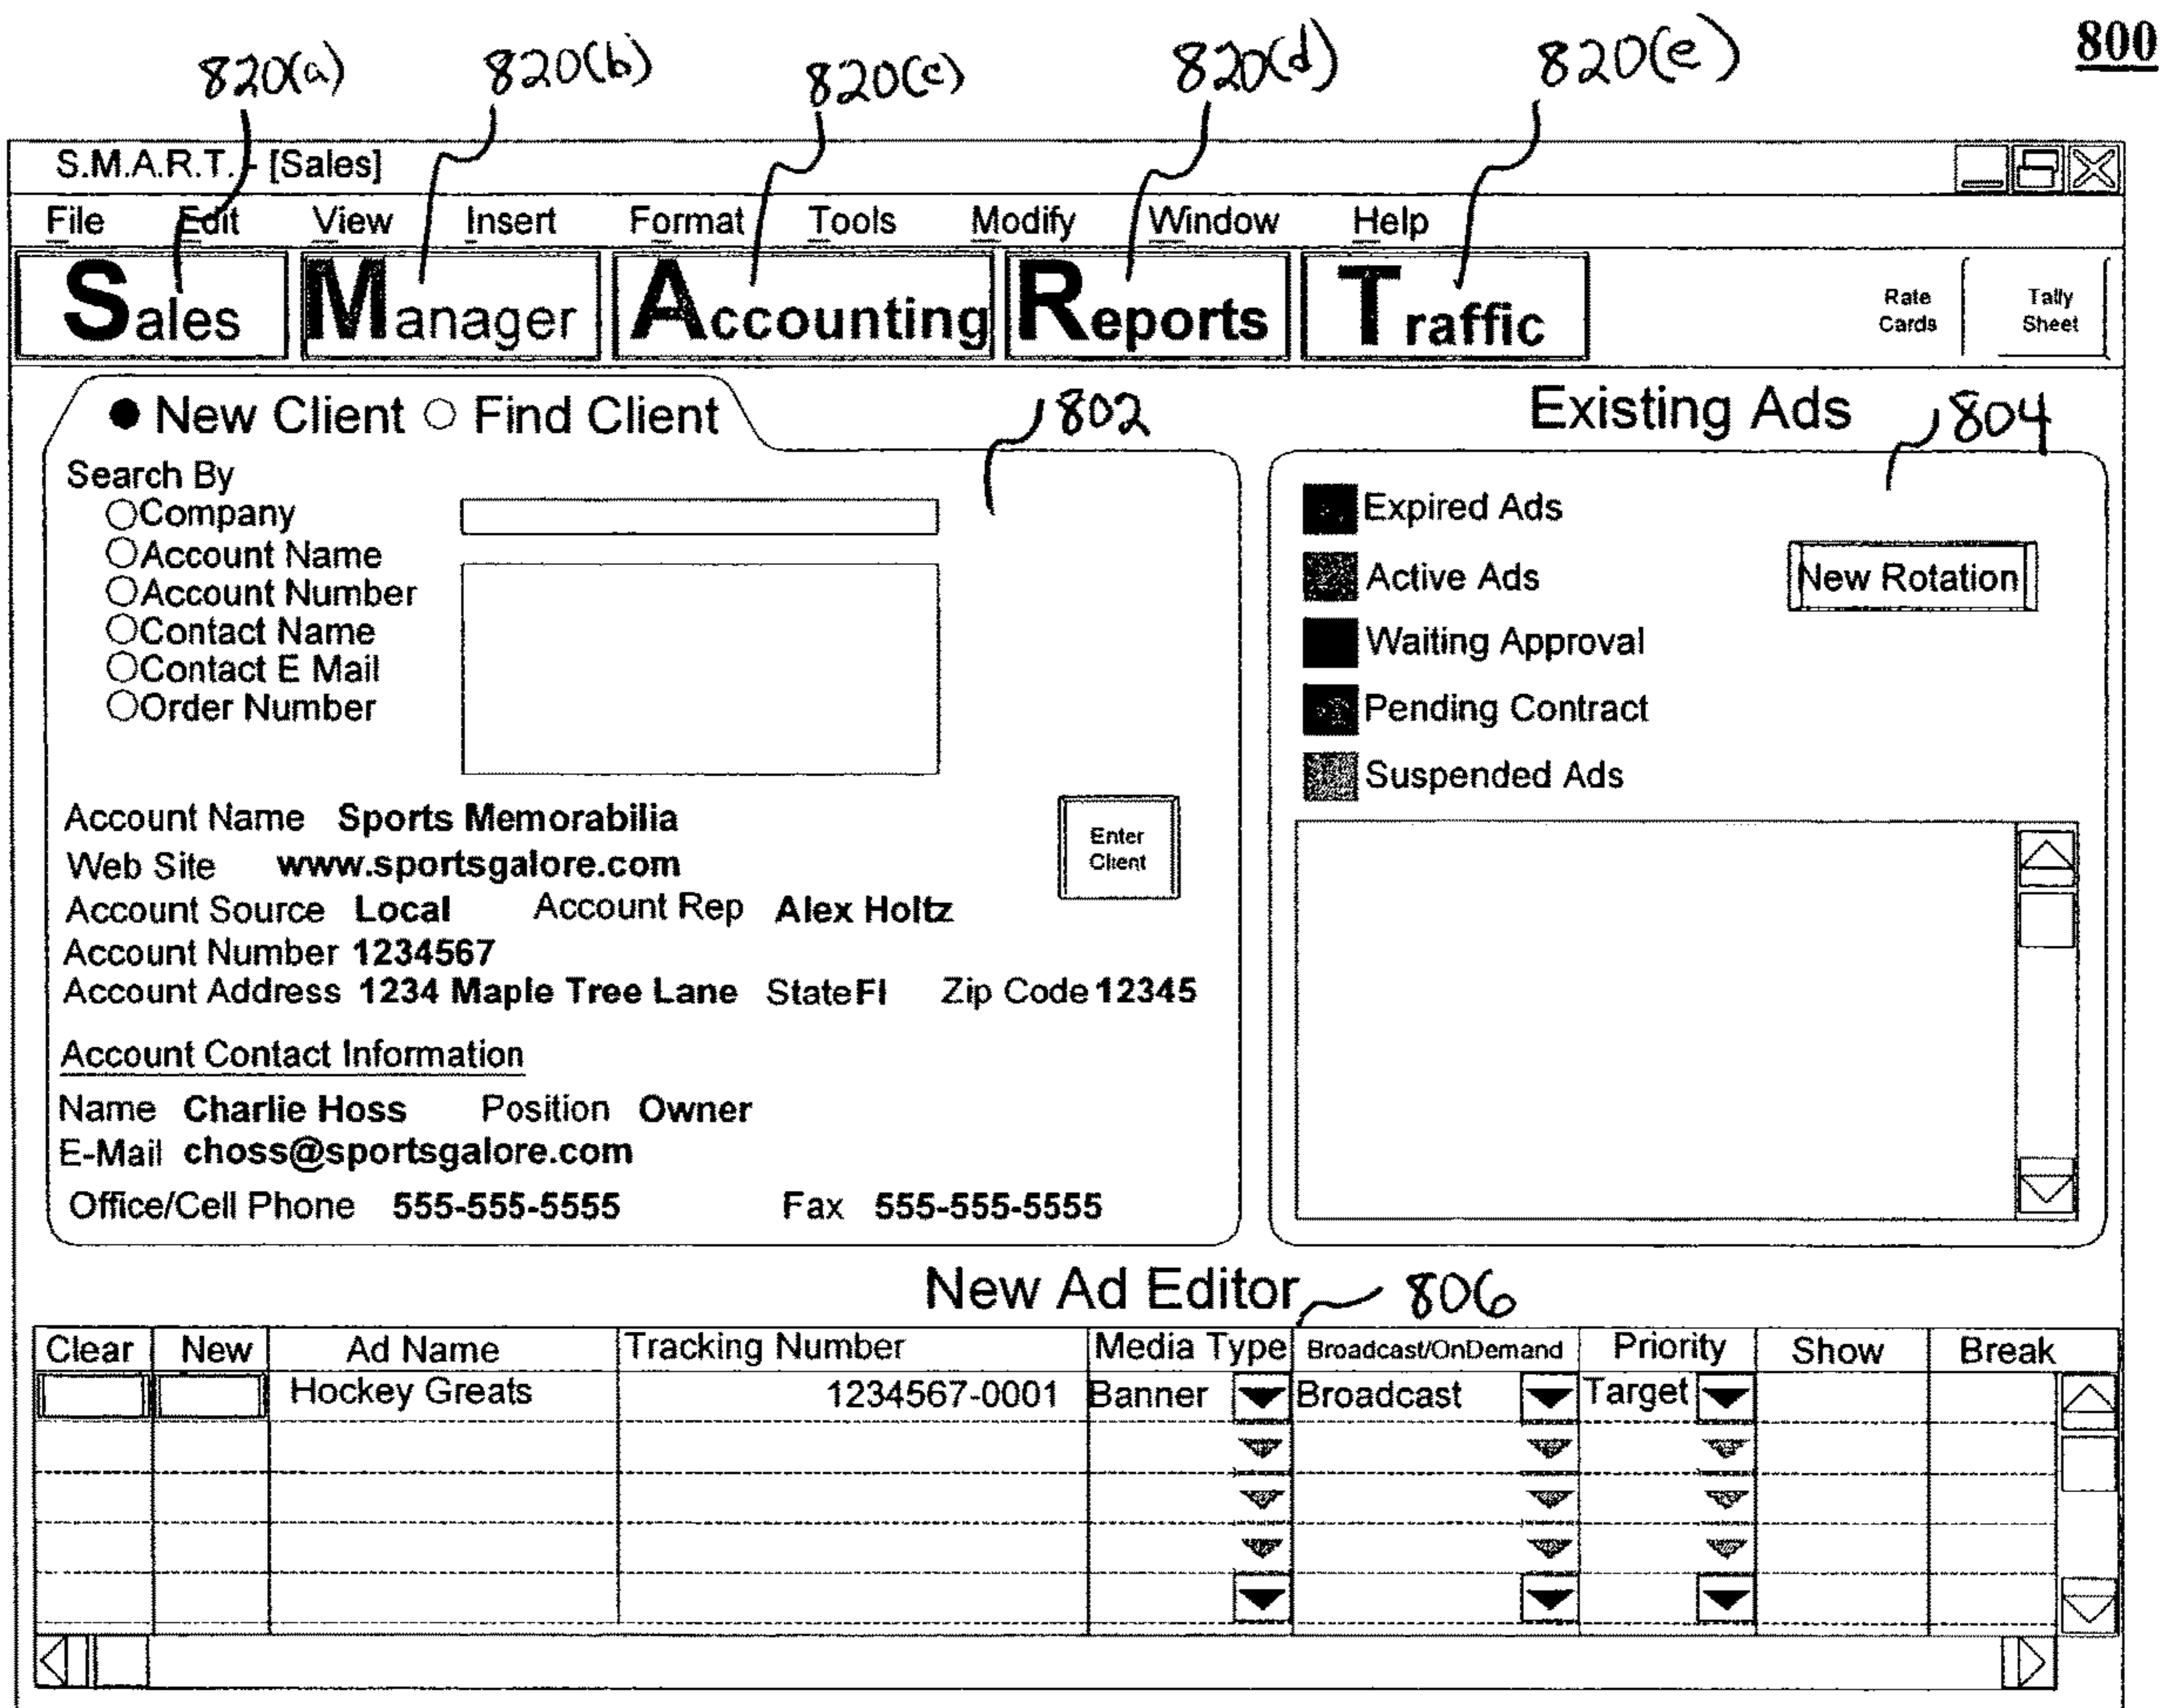 800
820(a) 820(b) 820(c) 820(d) 820(e)
S.M.A.R.T. - [Sales]
File Edit View Insert Format Tools Modify Window Help
Sales Manager Accounting Reports Traffic
Rate Cards
Tally Sheet
New Client Find Client
802
Search By
Company
Account Name
Account Number
Contact Name
Contact E Mail
Order Number
Account Name Sports Memorabilia
Enter Client
Web Site www.sportsgalore.com
Account Source Local Account Rep Alex Holtz
Account Number 1234567
Account Address 1234 Maple Tree Lane State Fl Zip Code 12345
Account Contact Information
Name Charlie Hoss Position Owner
E-Mail choss@sportsgalore.com
Office/Cell Phone 555-555-5555 Fax 555-555-5555
Existing Ads
804
Expired Ads
Active Ads
New Rotation
Waiting Approval
Pending Contract
Suspended Ads
New Ad Editor 806
Clear New Ad Name Tracking Number Media Type Broadcast/OnDemand Priority Show Break
Hockey Greats 1234567-0001 Banner Broadcast Target